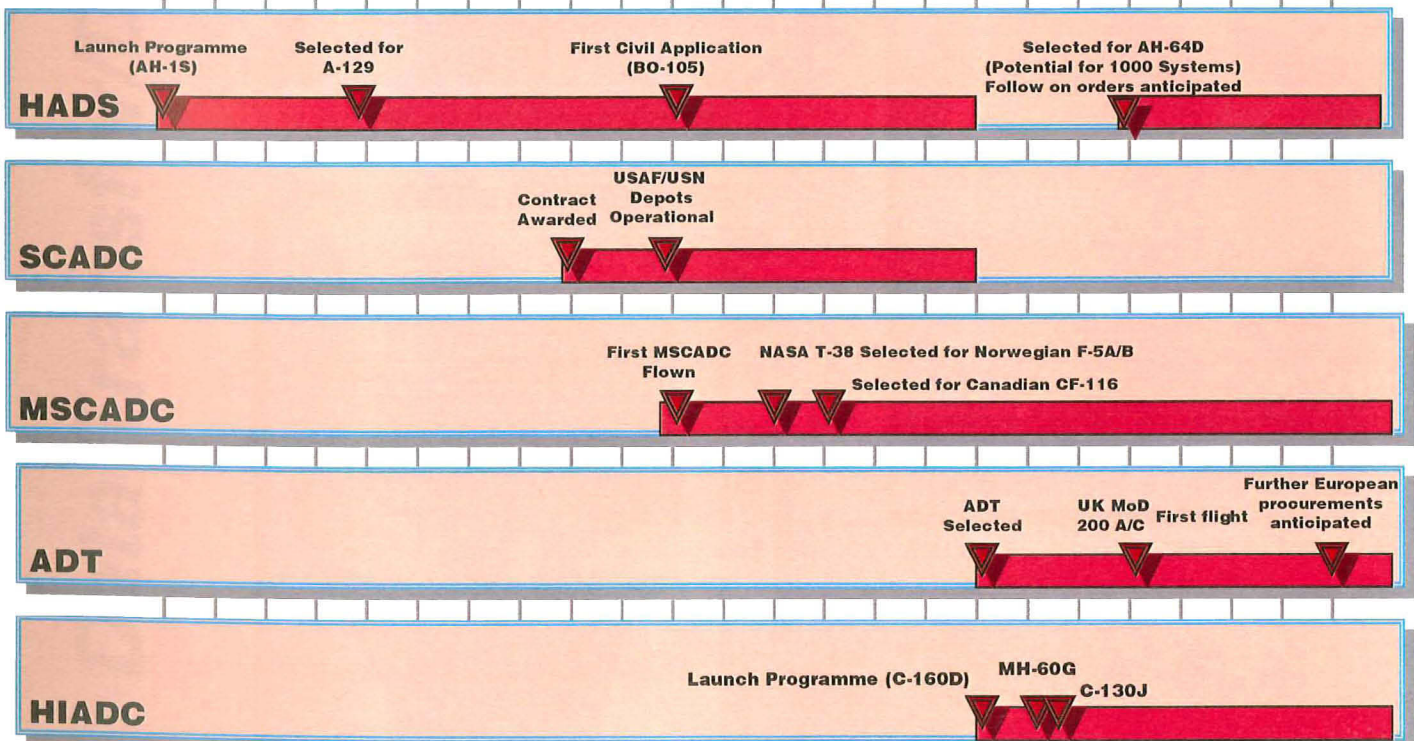 Launch Programme
(AH-1S)
Selected for
A-129
First Civil Application
(BO-105)
Selected for AH-64D
(Potential for 1000 Systems)
Follow on orders anticipated
HADS
Contract
Awarded
USAF/USN
Depots
Operational
SCADC
First MSCADC
Flown
NASA T-38 Selected for Norwegian F-5A/B
Selected for Canadian CF-116
MSCADC
ADT
Selected
UK MoD
200 A/C
First flight
Further European
procurements
anticipated
ADT
Launch Programme (C-160D)
MH-60G
C-130J
HIADC